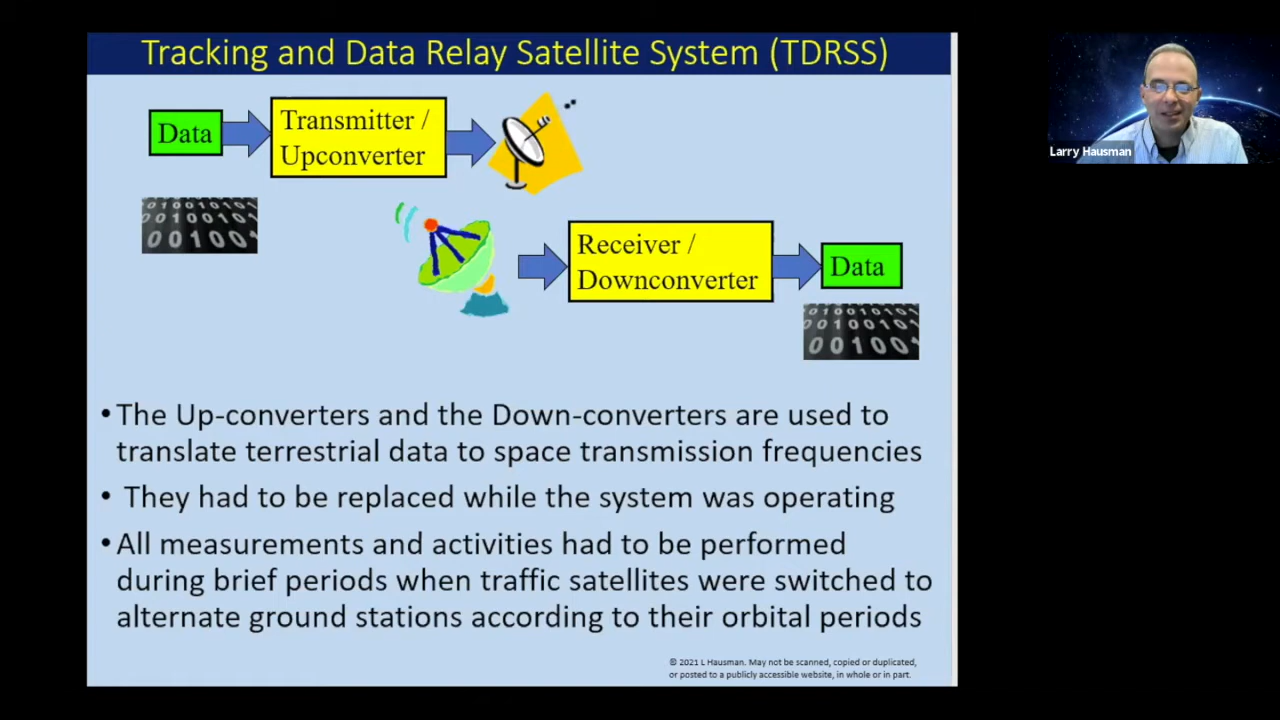 Tracking and Data Relay Satellite System (TDRSS)
Data
Transmitter /
Upconverter
Larry Hausman
0010010
001001
Receiver /
Downconverter
Data
001001
• The Up-converters and the Down-converters are used to
translate terrestrial data to space transmission frequencies
• They had to be replaced while the system was operating
• All measurements and activities had to be performed
during brief periods when traffic satellites were switched to
alternate ground stations according to their orbital periods
© 2021 L Hausman. May not be scanned, copied or duplicated,
or posted to a publicly accessible website, in whole or in part.